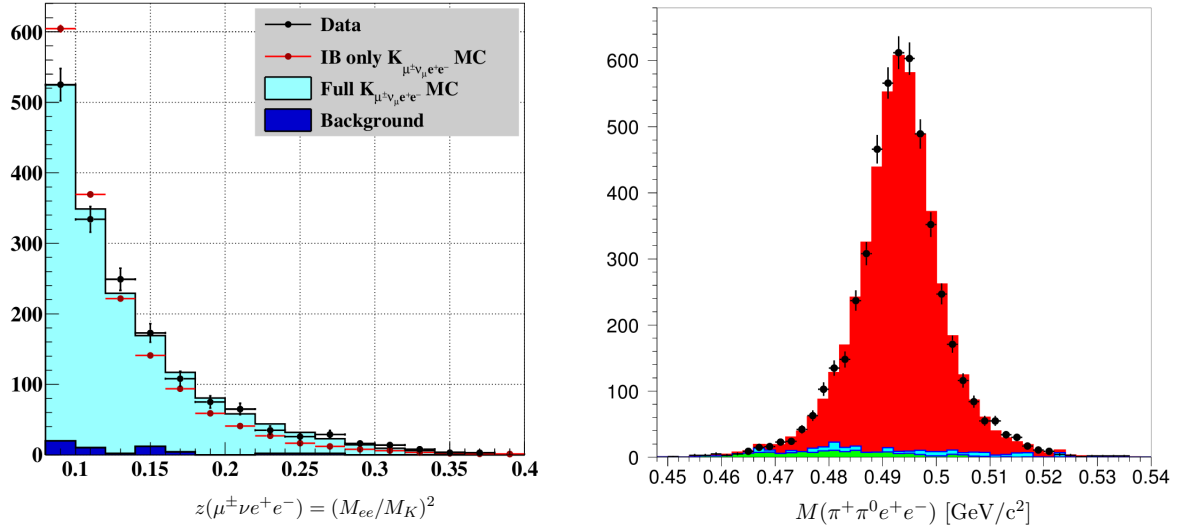 600
500
400
300
200
100
0
Data
IB only K_{μ±ν_μe+e−} MC
Full K_{μ±ν_μe+e−} MC
Background
0.1 0.15 0.2 0.25 0.3 0.35 0.4
z(μ±νe+e−) = (M_{ee}/M_K)²
600
500
400
300
200
100
0
0.45 0.46 0.47 0.48 0.49 0.5 0.51 0.52 0.53 0.54
M(π+π0e+e−) [GeV/c²]